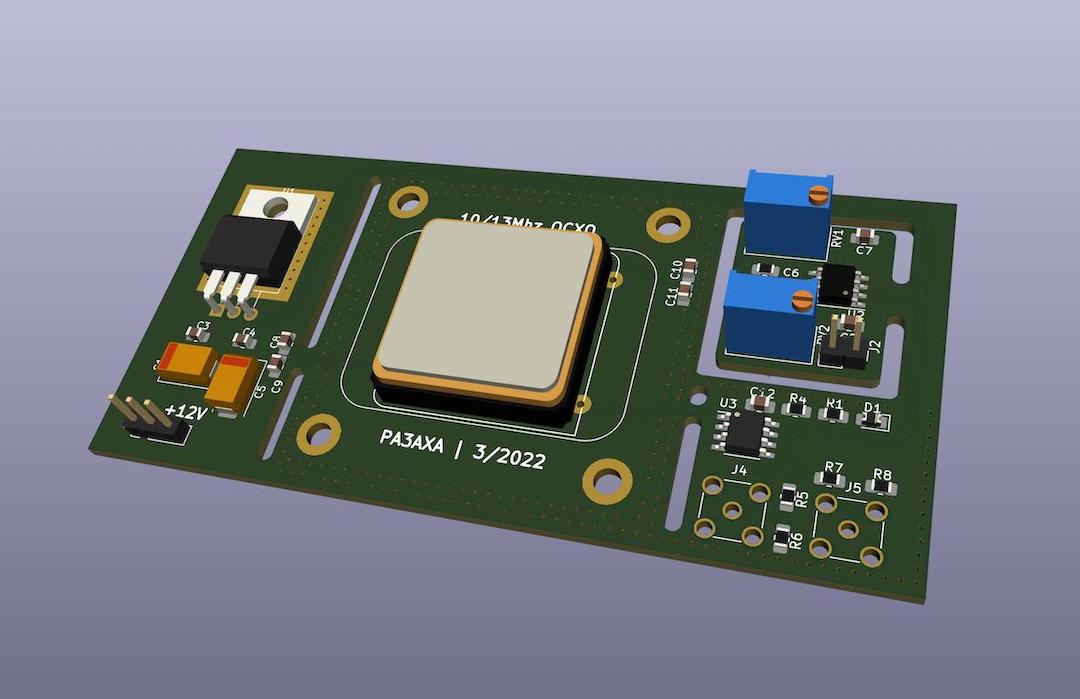 10/13Mhz OCXO
RV1
C7
C6
C10
C11
J2
C3
C4
C8
C9
C5
+12V
PA3AXA | 3/2022
U3
R4
R1
D1
J4
R7
R8
J5
R5
R6